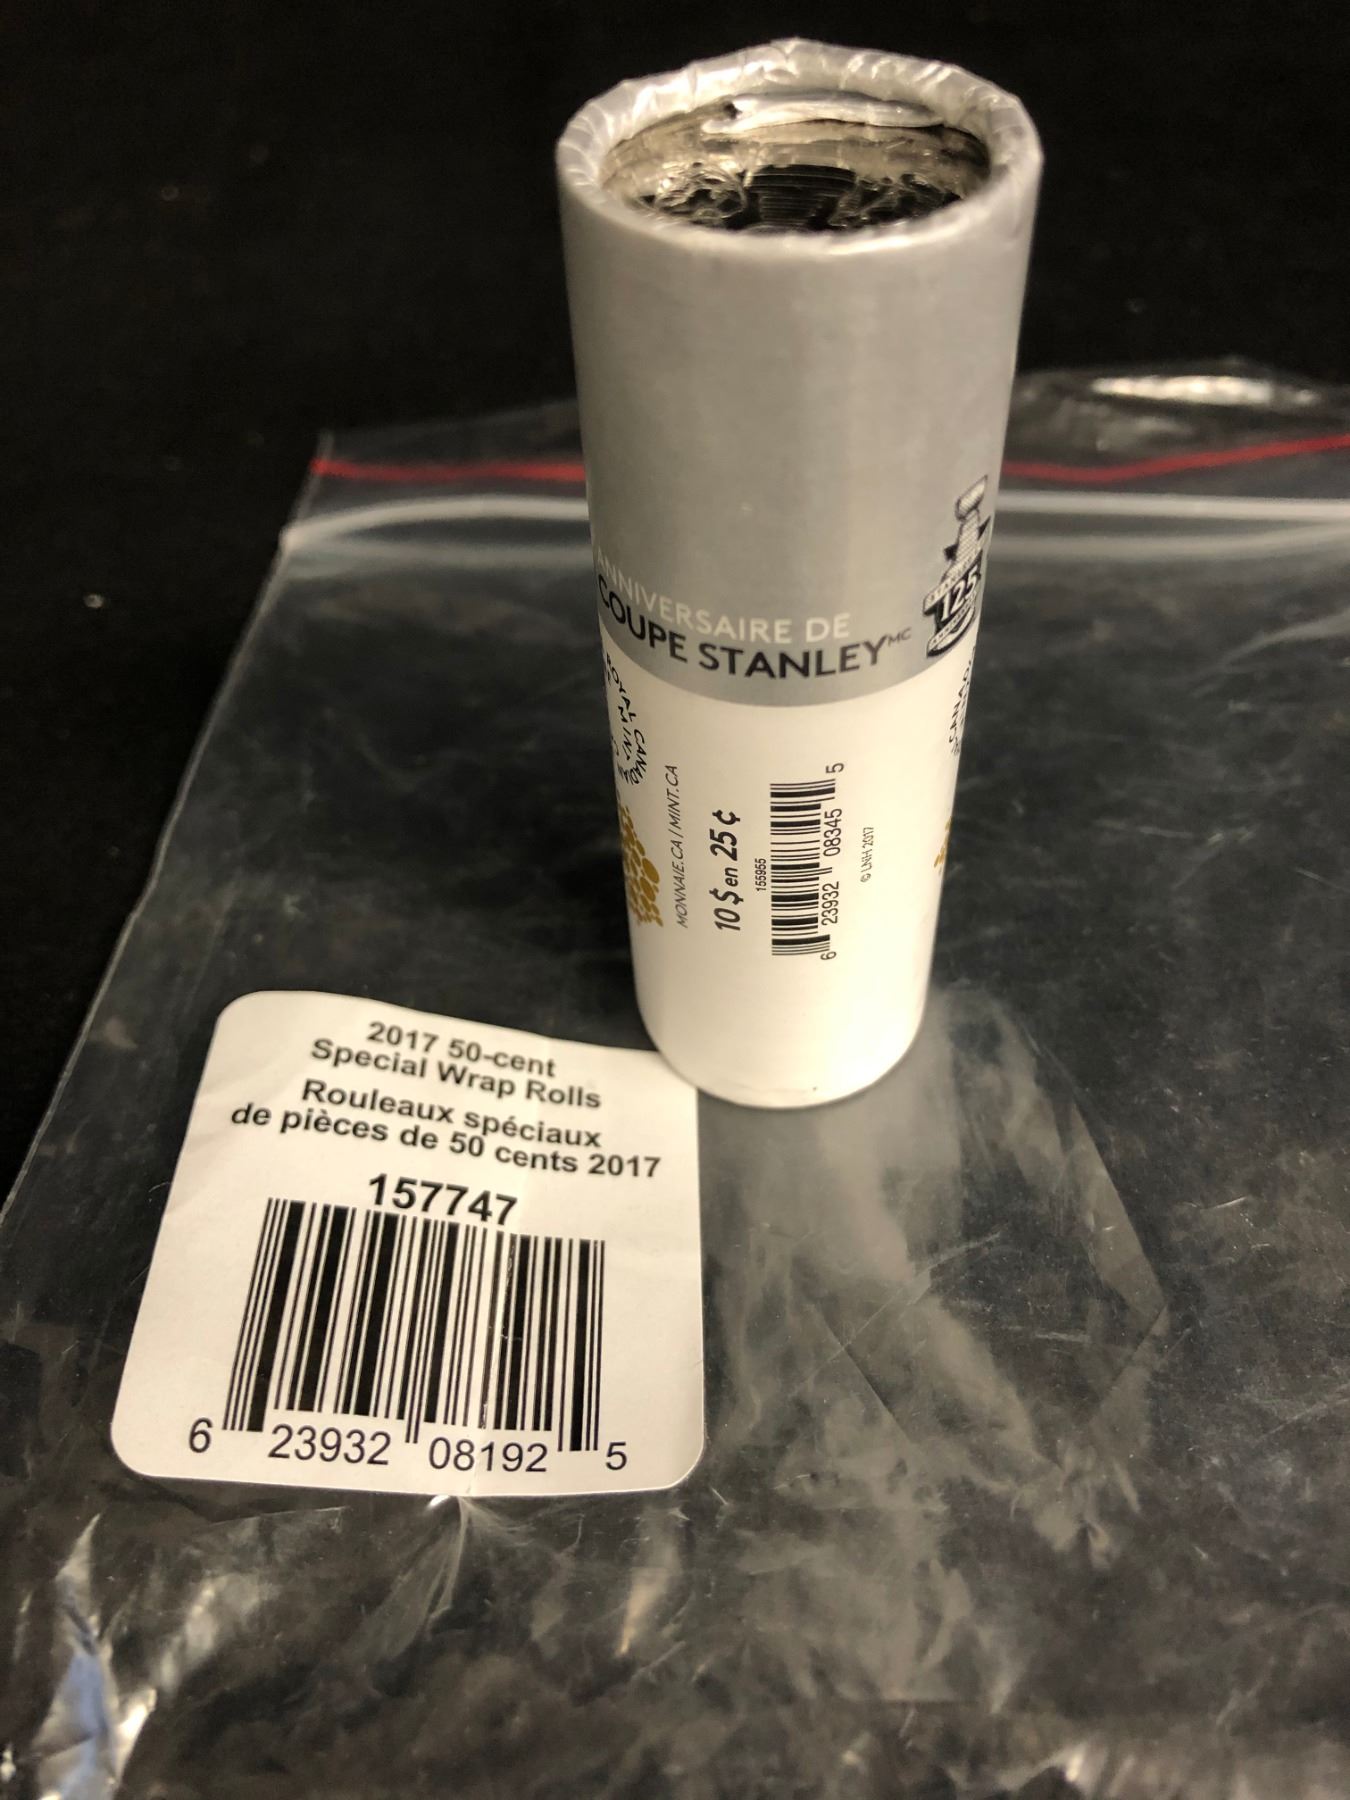 ANNIVERSAIRE DE
COUPE STANLEY MC
125
MONNAIE.CA | MINT.CA
10 $ en 25 ¢
155955
6 23932 08345 5
© LNH 2017
2017 50-cent
Special Wrap Rolls
Rouleaux spéciaux
de pièces de 50 cents 2017
157747
6 23932 08192 5